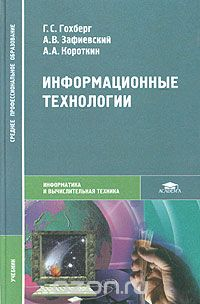 Г. С. Гохберг
А. В. Зафиевский
А. А. Короткин
ИНФОРМАЦИОННЫЕ
ТЕХНОЛОГИИ
ИНФОРМАТИКА
И ВЫЧИСЛИТЕЛЬНАЯ ТЕХНИКА
ACADEMIA
СРЕДНЕЕ ПРОФЕССИОНАЛЬНОЕ ОБРАЗОВАНИЕ
УЧЕБНИК